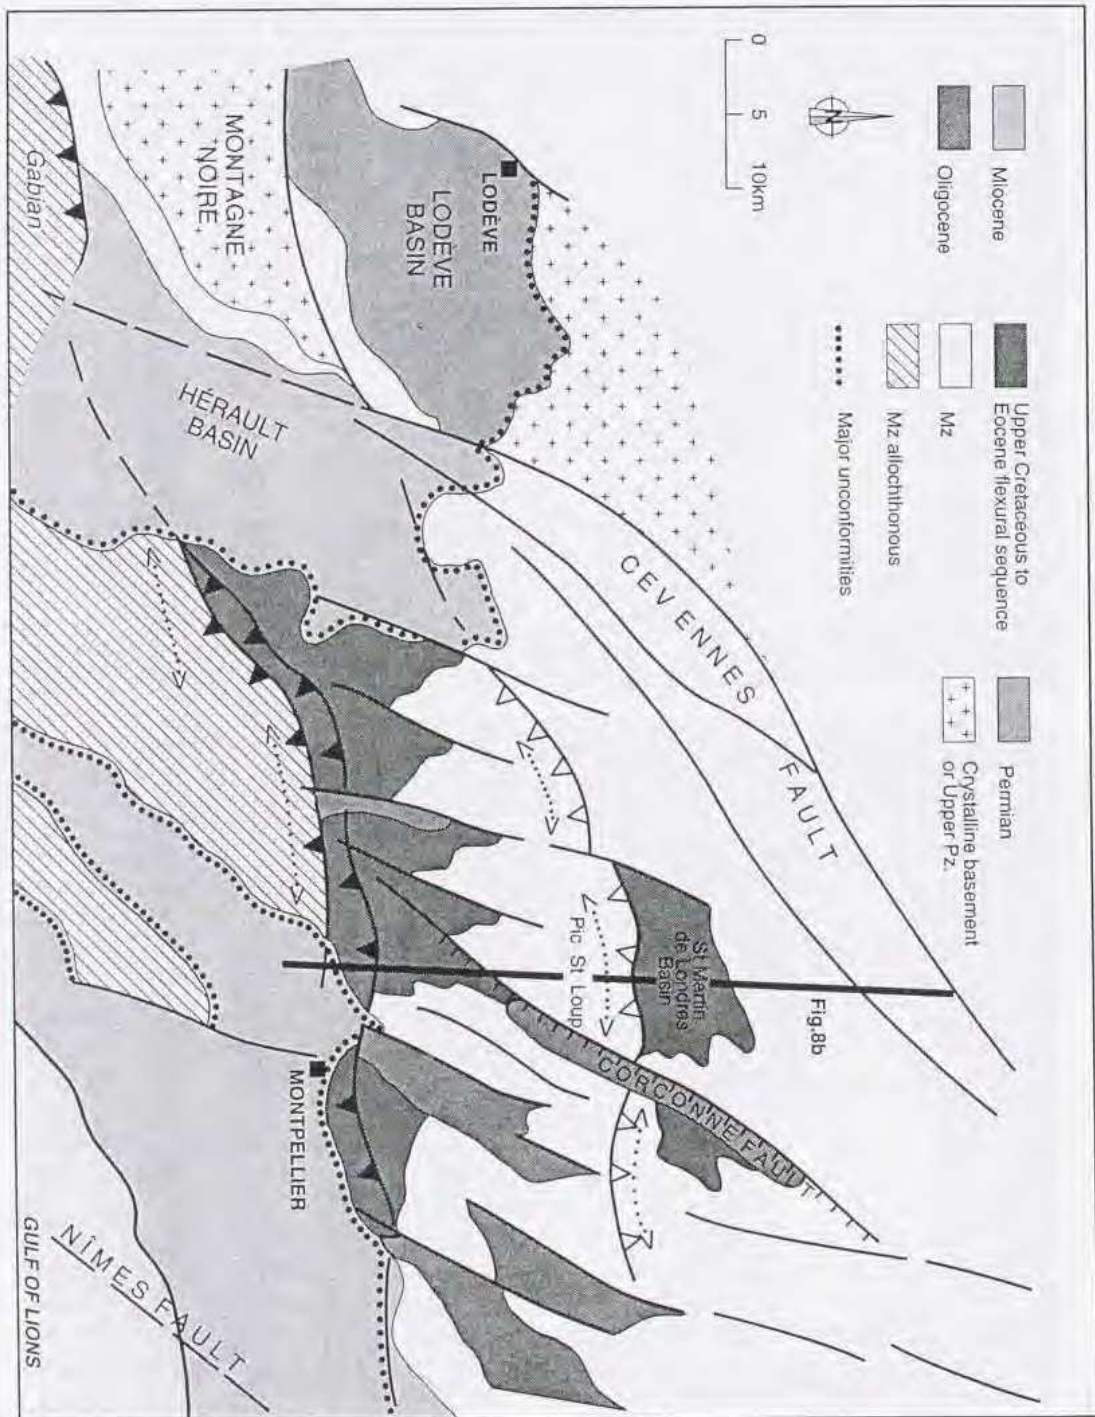 0 5 10km
N
Miocene
Oligocene
Upper Cretaceous to
Eocene flexural sequence
Mz
Mz allochthonous
Major unconformities
Permian
Crystalline basement
or Upper Pz.
MONTAGNE
NOIRE
LODÈVE
LODÈVE
BASIN
Gabian
HÉRAULT
BASIN
CEVENNES FAULT
St Martin
de Londres
Basin
Pic St Loup
Fig.8b
CORCONNE FAULT
MONTPELLIER
NÎMES FAULT
GULF OF LIONS